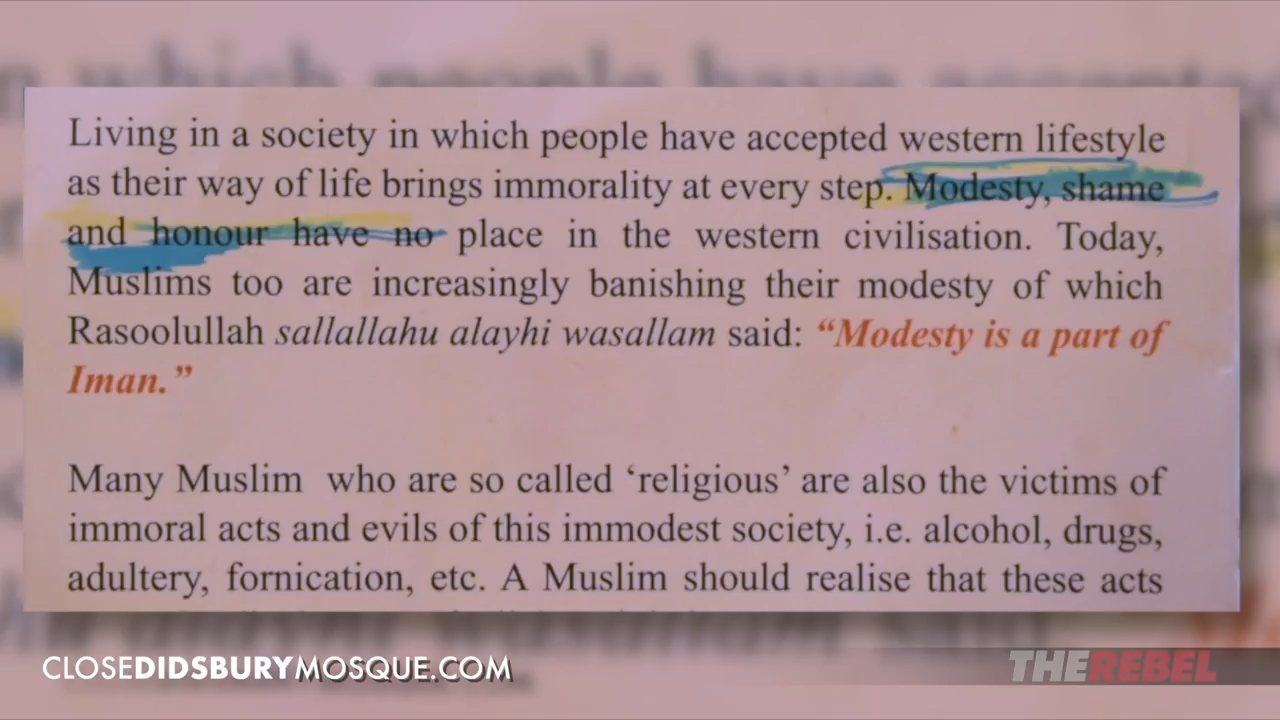 Living in a society in which people have accepted western lifestyle
as their way of life brings immorality at every step. Modesty, shame
and honour have no place in the western civilisation. Today,
Muslims too are increasingly banishing their modesty of which
Rasoolullah sallallahu alayhi wasallam said: “Modesty is a part of
Iman.”
Many Muslim who are so called ‘religious’ are also the victims of
immoral acts and evils of this immodest society, i.e. alcohol, drugs,
adultery, fornication, etc. A Muslim should realise that these acts
CLOSEDIDSBURYMOSQUE.COM
THEREBEL